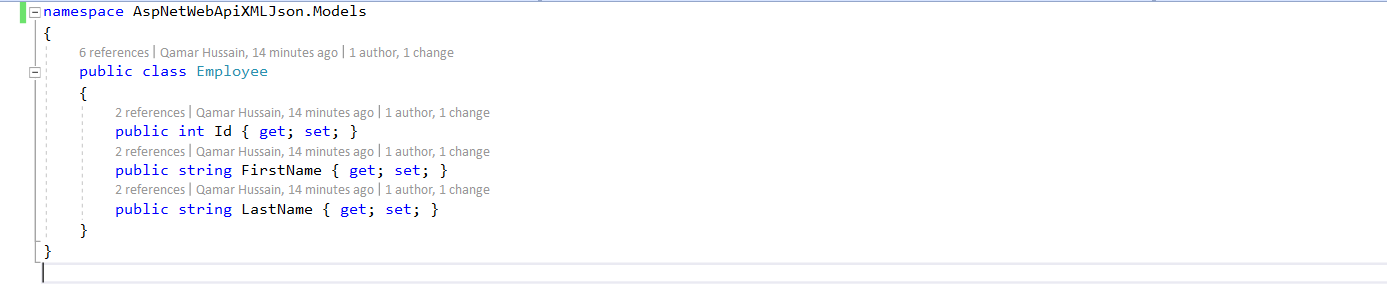 namespace AspNetWebApiXMLJson.Models
{
6 references | Qamar Hussain, 14 minutes ago | 1 author, 1 change
public class Employee
{
2 references | Qamar Hussain, 14 minutes ago | 1 author, 1 change
public int Id { get; set; }
2 references | Qamar Hussain, 14 minutes ago | 1 author, 1 change
public string FirstName { get; set; }
2 references | Qamar Hussain, 14 minutes ago | 1 author, 1 change
public string LastName { get; set; }
}
}